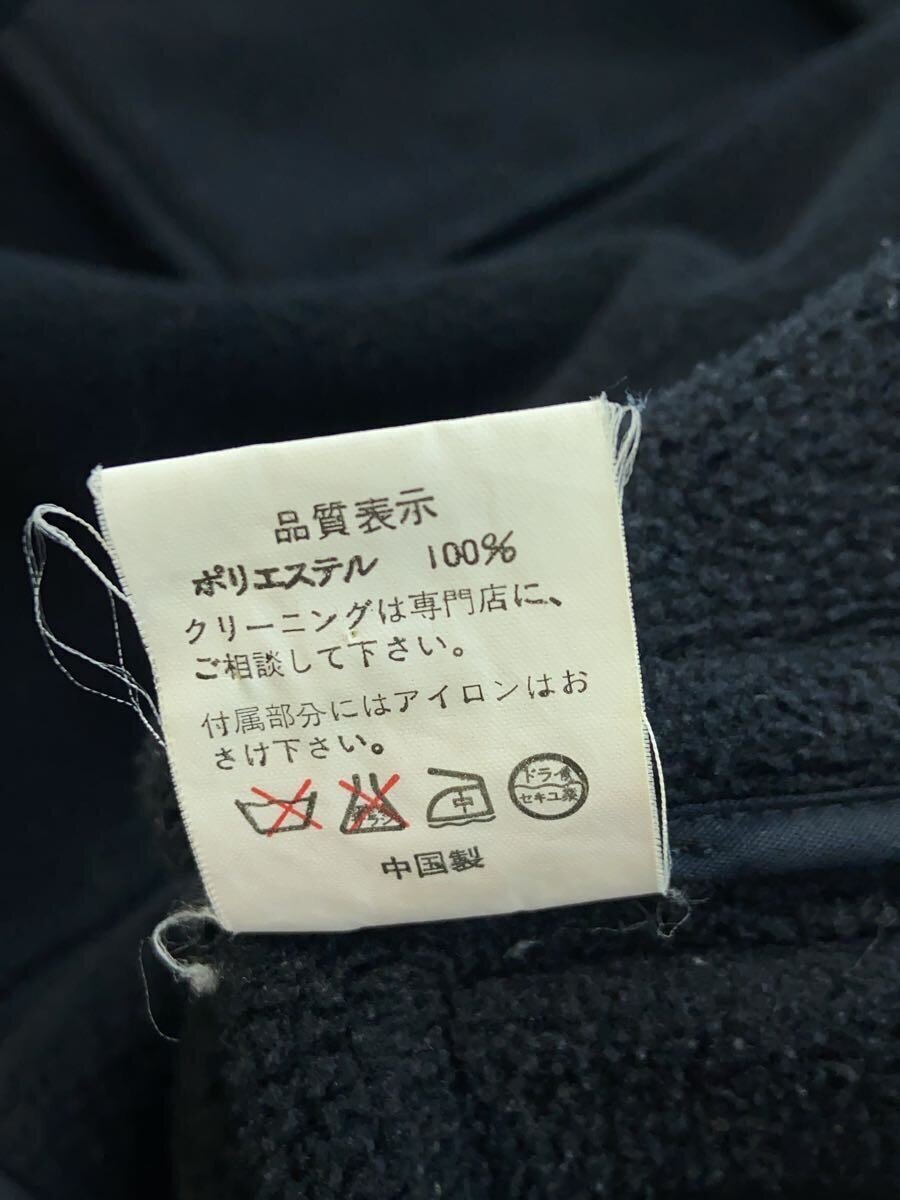 品質表示
ポリエステル 100%
クリーニングは専門店に、
ご相談して下さい。
付属部分にはアイロンはお
さけ下さい。
中 ドライ
セキユ系
中国製